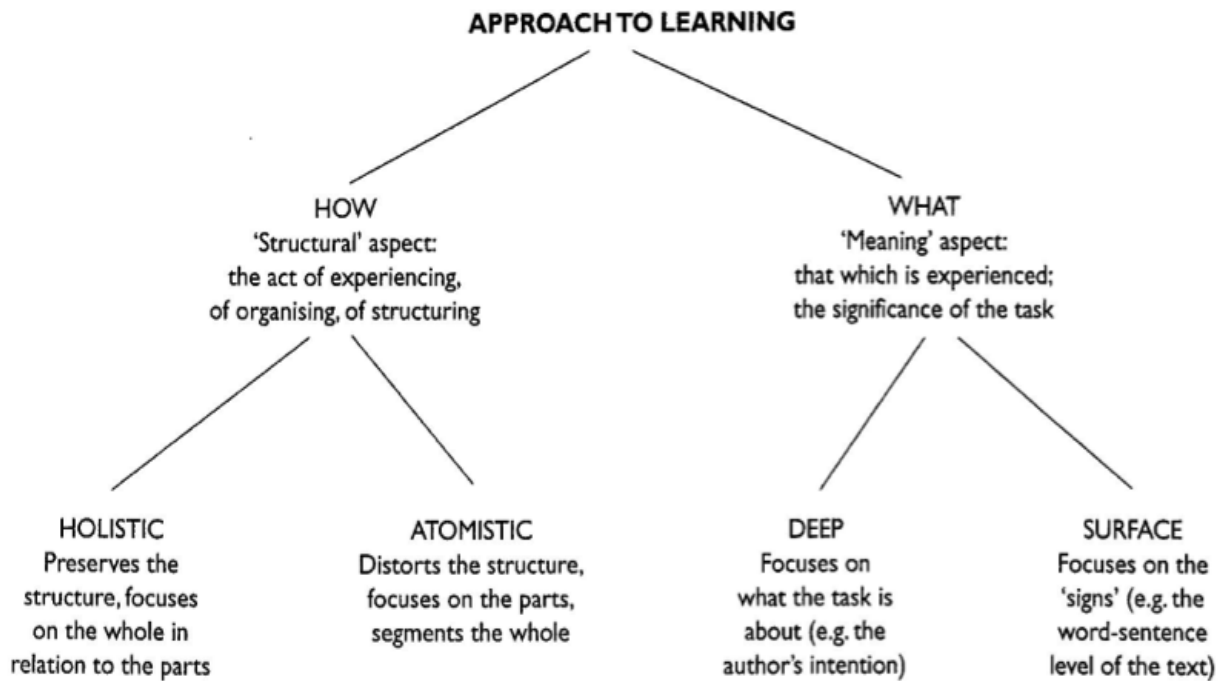 APPROACH TO LEARNING
HOW
'Structural' aspect:
the act of experiencing,
of organising, of structuring
WHAT
'Meaning' aspect:
that which is experienced;
the significance of the task
HOLISTIC
Preserves the
structure, focuses
on the whole in
relation to the parts
ATOMISTIC
Distorts the structure,
focuses on the parts,
segments the whole
DEEP
Focuses on
what the task is
about (e.g. the
author's intention)
SURFACE
Focuses on the
'signs' (e.g. the
word-sentence
level of the text)